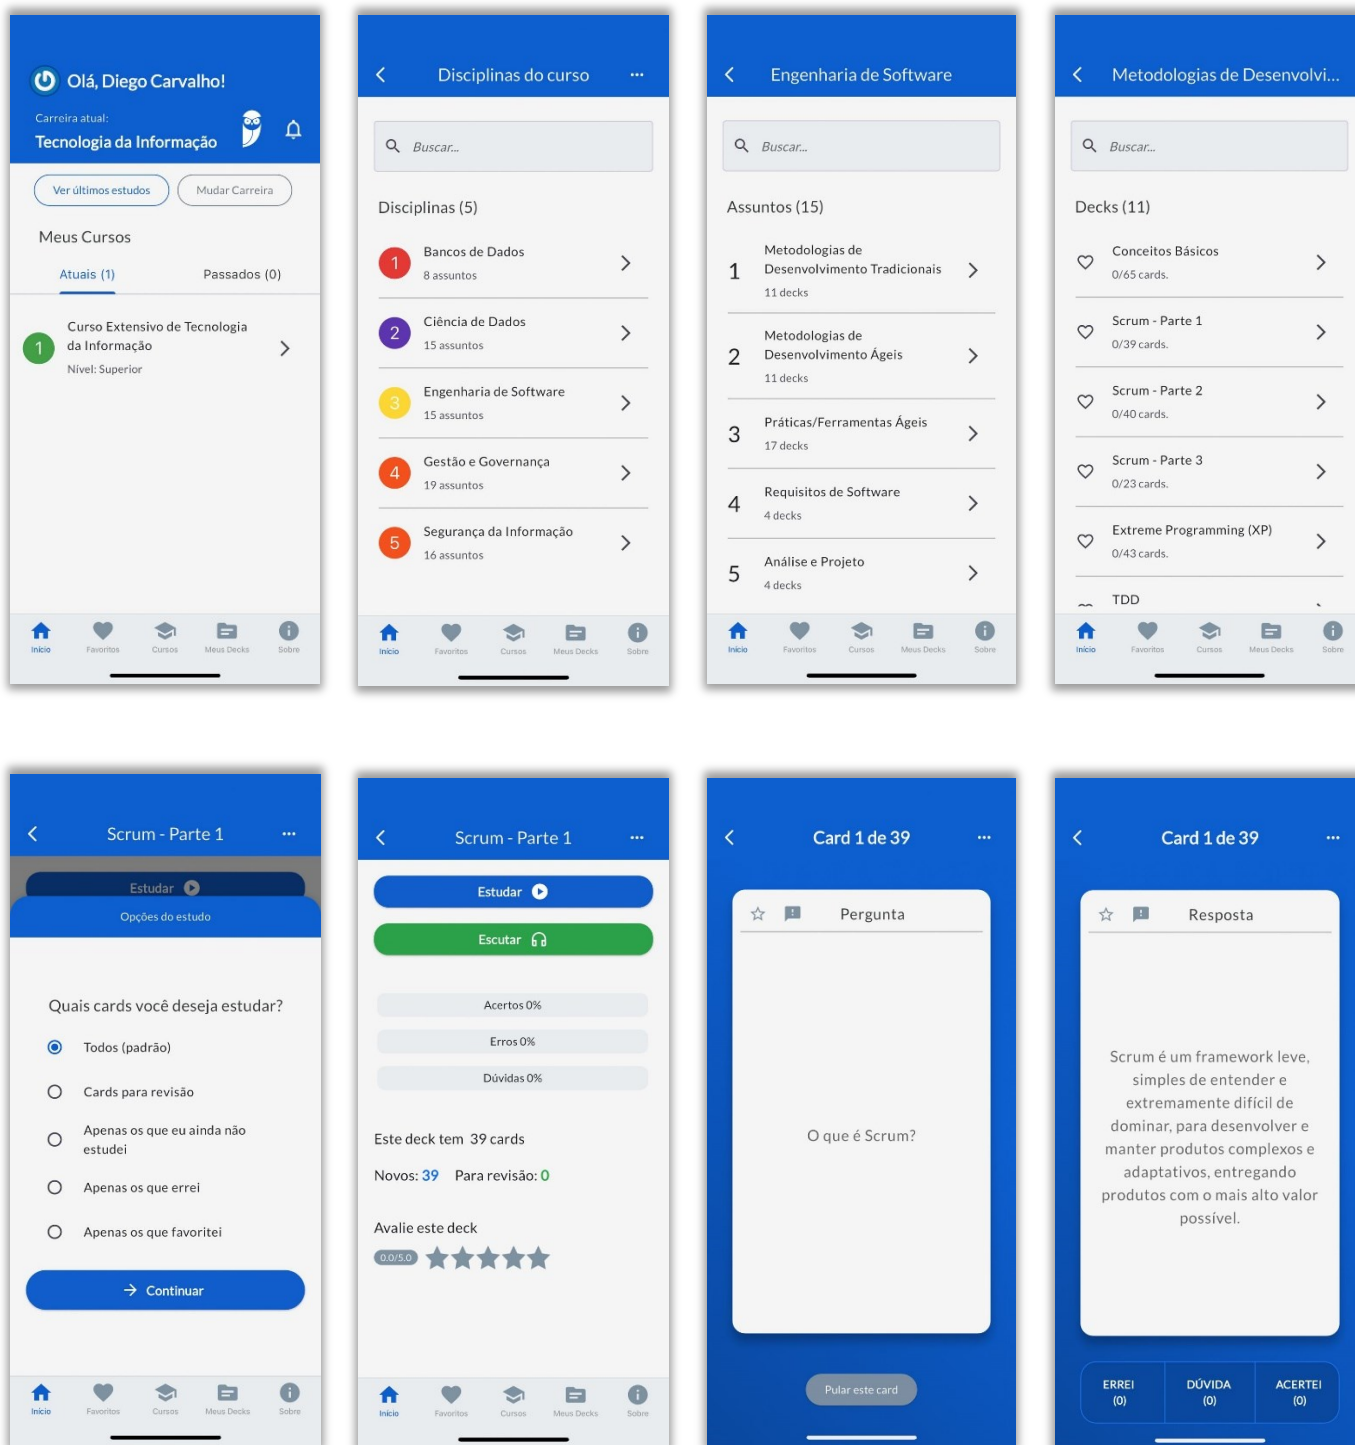 Olá, Diego Carvalho!
Carreira atual:
Tecnologia da Informação
Ver últimos estudos
Mudar Carreira
Meus Cursos
Atuais (1)
Passados (0)
1
Curso Extensivo de Tecnologia
da Informação
Nível: Superior
Início
Favoritos
Cursos
Meus Decks
Sobre
Disciplinas do curso
Buscar...
Disciplinas (5)
1
Bancos de Dados
8 assuntos
2
Ciência de Dados
15 assuntos
3
Engenharia de Software
15 assuntos
4
Gestão e Governança
19 assuntos
5
Segurança da Informação
16 assuntos
Início
Favoritos
Cursos
Meus Decks
Sobre
Engenharia de Software
Buscar...
Assuntos (15)
1
Metodologias de
Desenvolvimento Tradicionais
11 decks
2
Metodologias de
Desenvolvimento Ágeis
11 decks
3
Práticas/Ferramentas Ágeis
17 decks
4
Requisitos de Software
4 decks
5
Análise e Projeto
4 decks
Início
Favoritos
Cursos
Meus Decks
Sobre
Metodologias de Desenvolvi...
Buscar...
Decks (11)
Conceitos Básicos
0/65 cards.
Scrum - Parte 1
0/39 cards.
Scrum - Parte 2
0/40 cards.
Scrum - Parte 3
0/23 cards.
Extreme Programming (XP)
0/43 cards.
TDD
Início
Favoritos
Cursos
Meus Decks
Sobre
Scrum - Parte 1
Estudar
Opções do estudo
Quais cards você deseja estudar?
Todos (padrão)
Cards para revisão
Apenas os que eu ainda não
estudei
Apenas os que errei
Apenas os que favoritei
Continuar
Início
Favoritos
Cursos
Meus Decks
Sobre
Scrum - Parte 1
Estudar
Escutar
Acertos 0%
Erros 0%
Dúvidas 0%
Este deck tem 39 cards
Novos: 39 Para revisão: 0
Avalie este deck
0.0/5.0
Início
Favoritos
Cursos
Meus Decks
Sobre
Card 1 de 39
Pergunta
O que é Scrum?
Pular este card
Card 1 de 39
Resposta
Scrum é um framework leve,
simples de entender e
extremamente difícil de
dominar, para desenvolver e
manter produtos complexos e
adaptativos, entregando
produtos com o mais alto valor
possível.
ERREI
(0)
DÚVIDA
(0)
ACERTEI
(0)